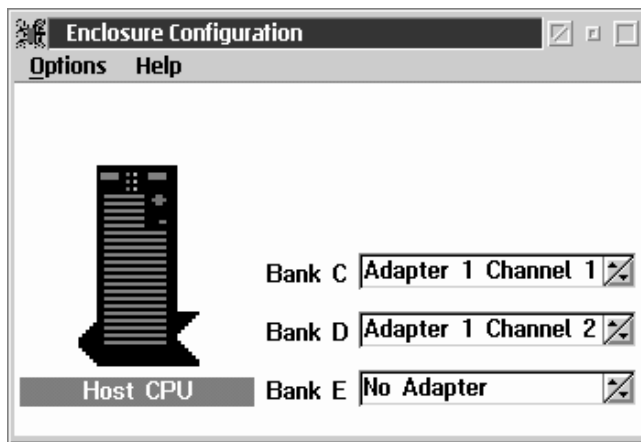 Enclosure Configuration
Options Help
Bank C Adapter 1 Channel 1
Bank D Adapter 1 Channel 2
Host CPU Bank E No Adapter